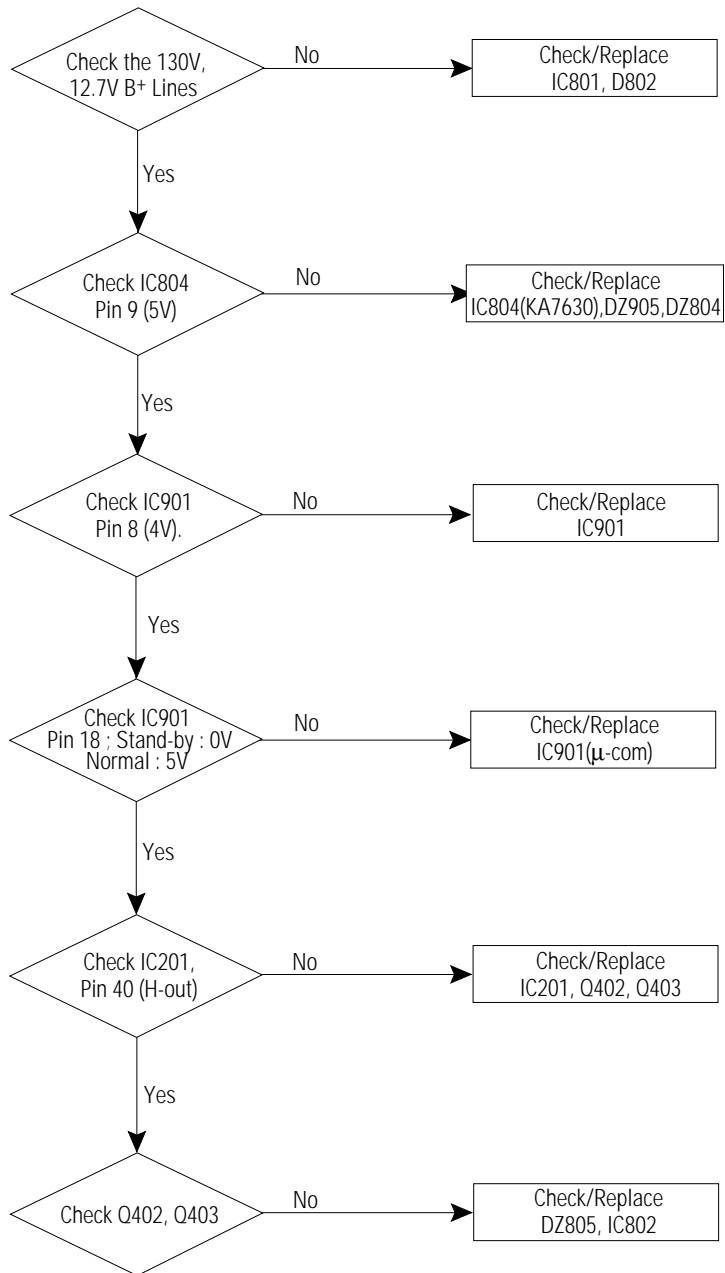 Check the 130V,
12.7V B+ Lines
No
Check/Replace
IC801, D802
Yes
Check IC804
Pin 9 (5V)
No
Check/Replace
IC804(KA7630),DZ905,DZ804
Yes
Check IC901
Pin 8 (4V).
No
Check/Replace
IC901
Yes
Check IC901
Pin 18 ; Stand-by : 0V
Normal : 5V
No
Check/Replace
IC901(µ-com)
Yes
Check IC201,
Pin 40 (H-out)
No
Check/Replace
IC201, Q402, Q403
Yes
Check Q402, Q403
No
Check/Replace
DZ805, IC802